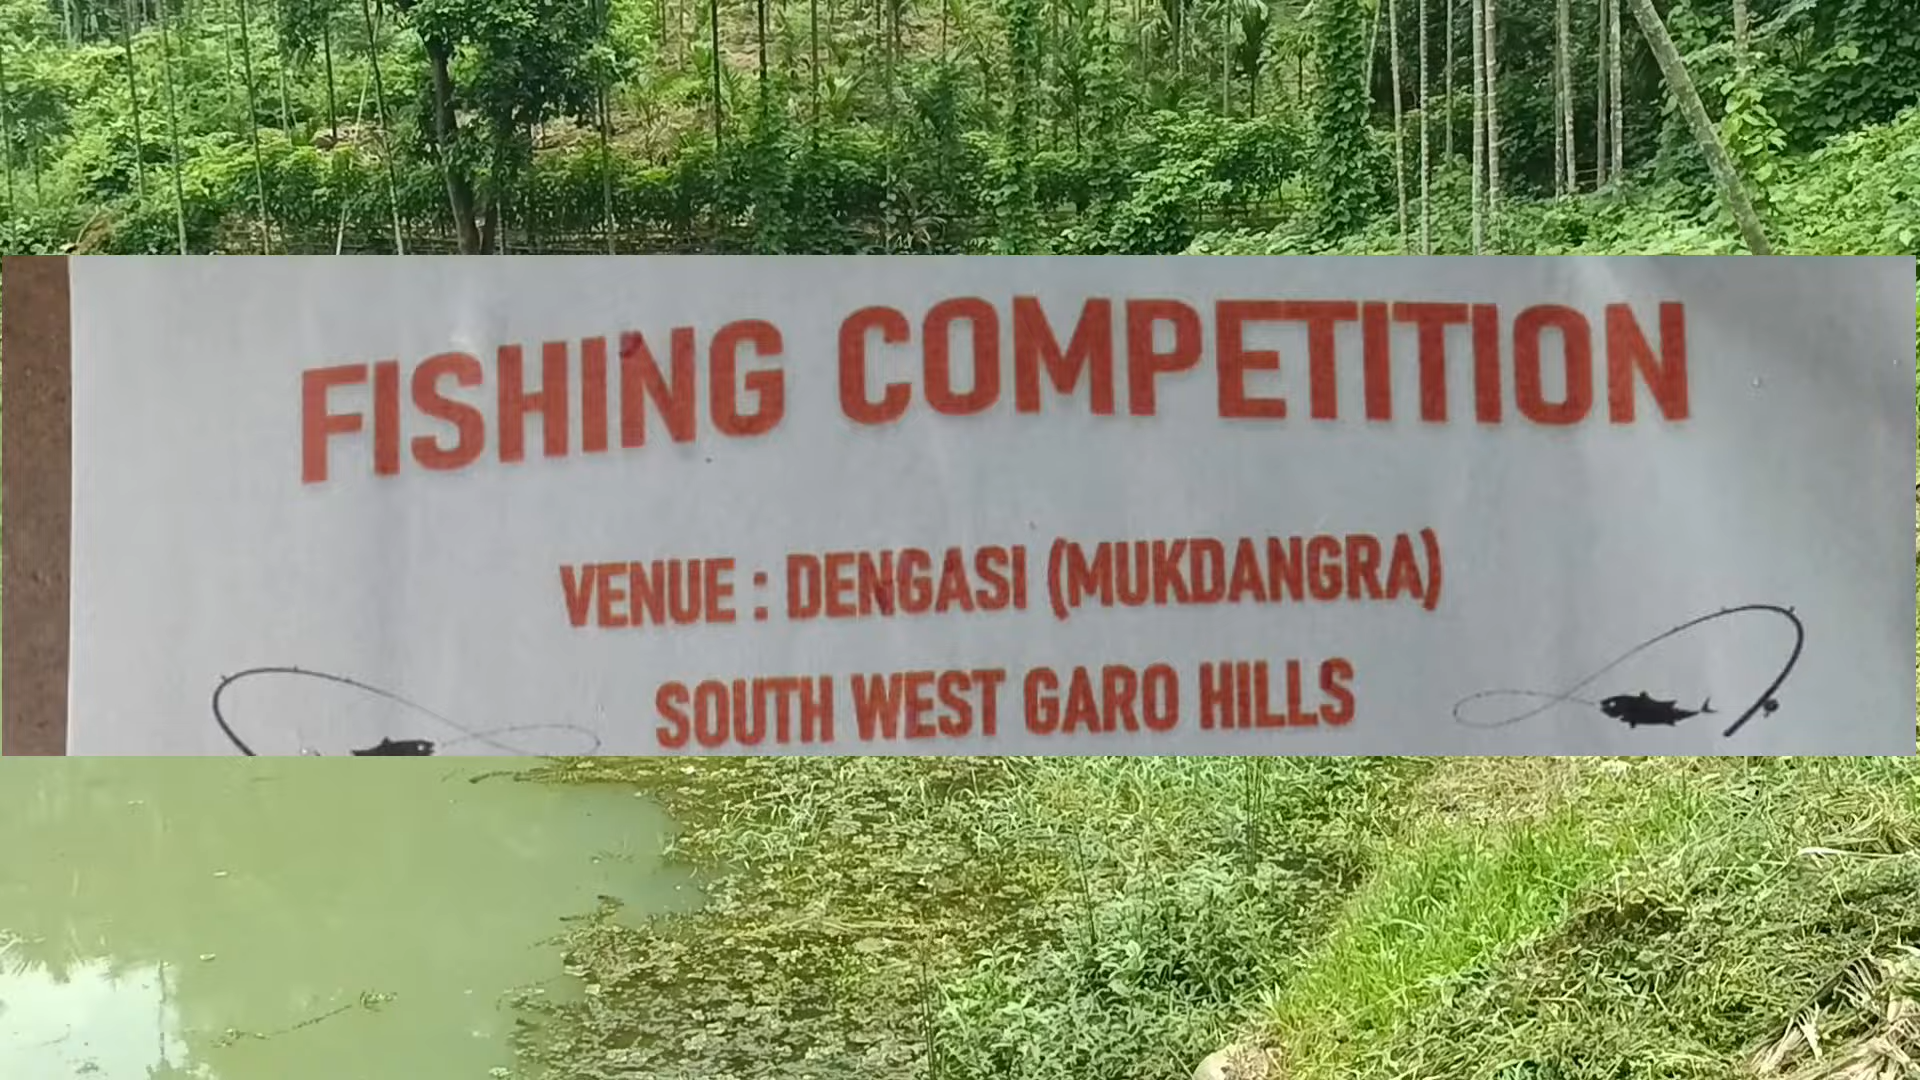 FISHING COMPETITION
VENUE : DENGASI (MUKDANGRA)
SOUTH WEST GARO HILLS